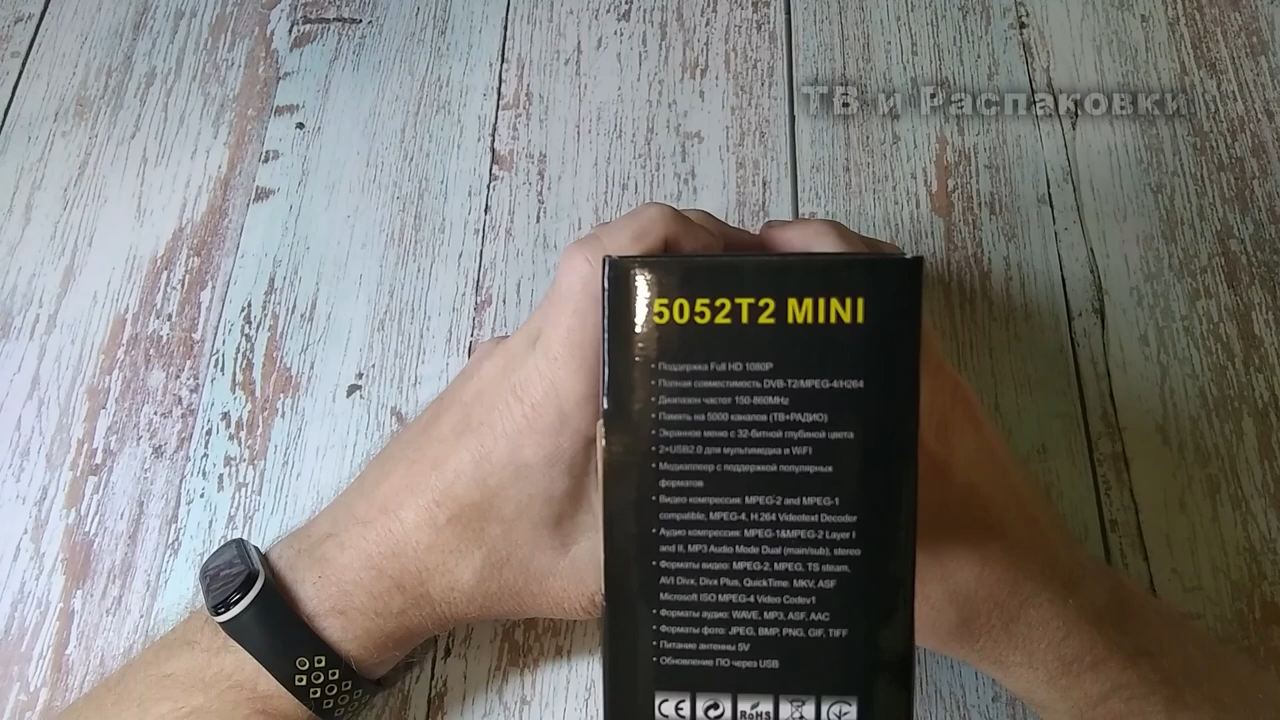 ТВ и Распаковки
5052T2 MINI
• Поддержка Full HD 1080P
• Полная совместимость DVB-T2/MPEG-4/H264
• Диапазон частот 150-860MHz
• Память на 5000 каналов (ТВ+РАДИО)
• Экранное меню с 32-битной глубиной цвета
• 2×USB2.0 для мультимедиа и WiFi
• Медиаплеер с поддержкой популярных
форматов
• Видео компрессия: MPEG-2 and MPEG-1
compatible, MPEG-4, H.264 Videotext Decoder
• Аудио компрессия: MPEG-1&MPEG-2 Layer I
and II, MP3 Audio Mode Dual (main/sub), stereo
• Форматы видео: MPEG-2, MPEG, TS steam,
AVI Divx, Divx Plus, QuickTime. MKV, ASF
Microsoft ISO MPEG-4 Video Codev1
• Форматы аудио: WAVE, MP3, ASF, AAC
• Форматы фото: JPEG, BMP, PNG, GIF, TIFF
• Питание антенны 5V
• Обновление ПО через USB
CE RoHS